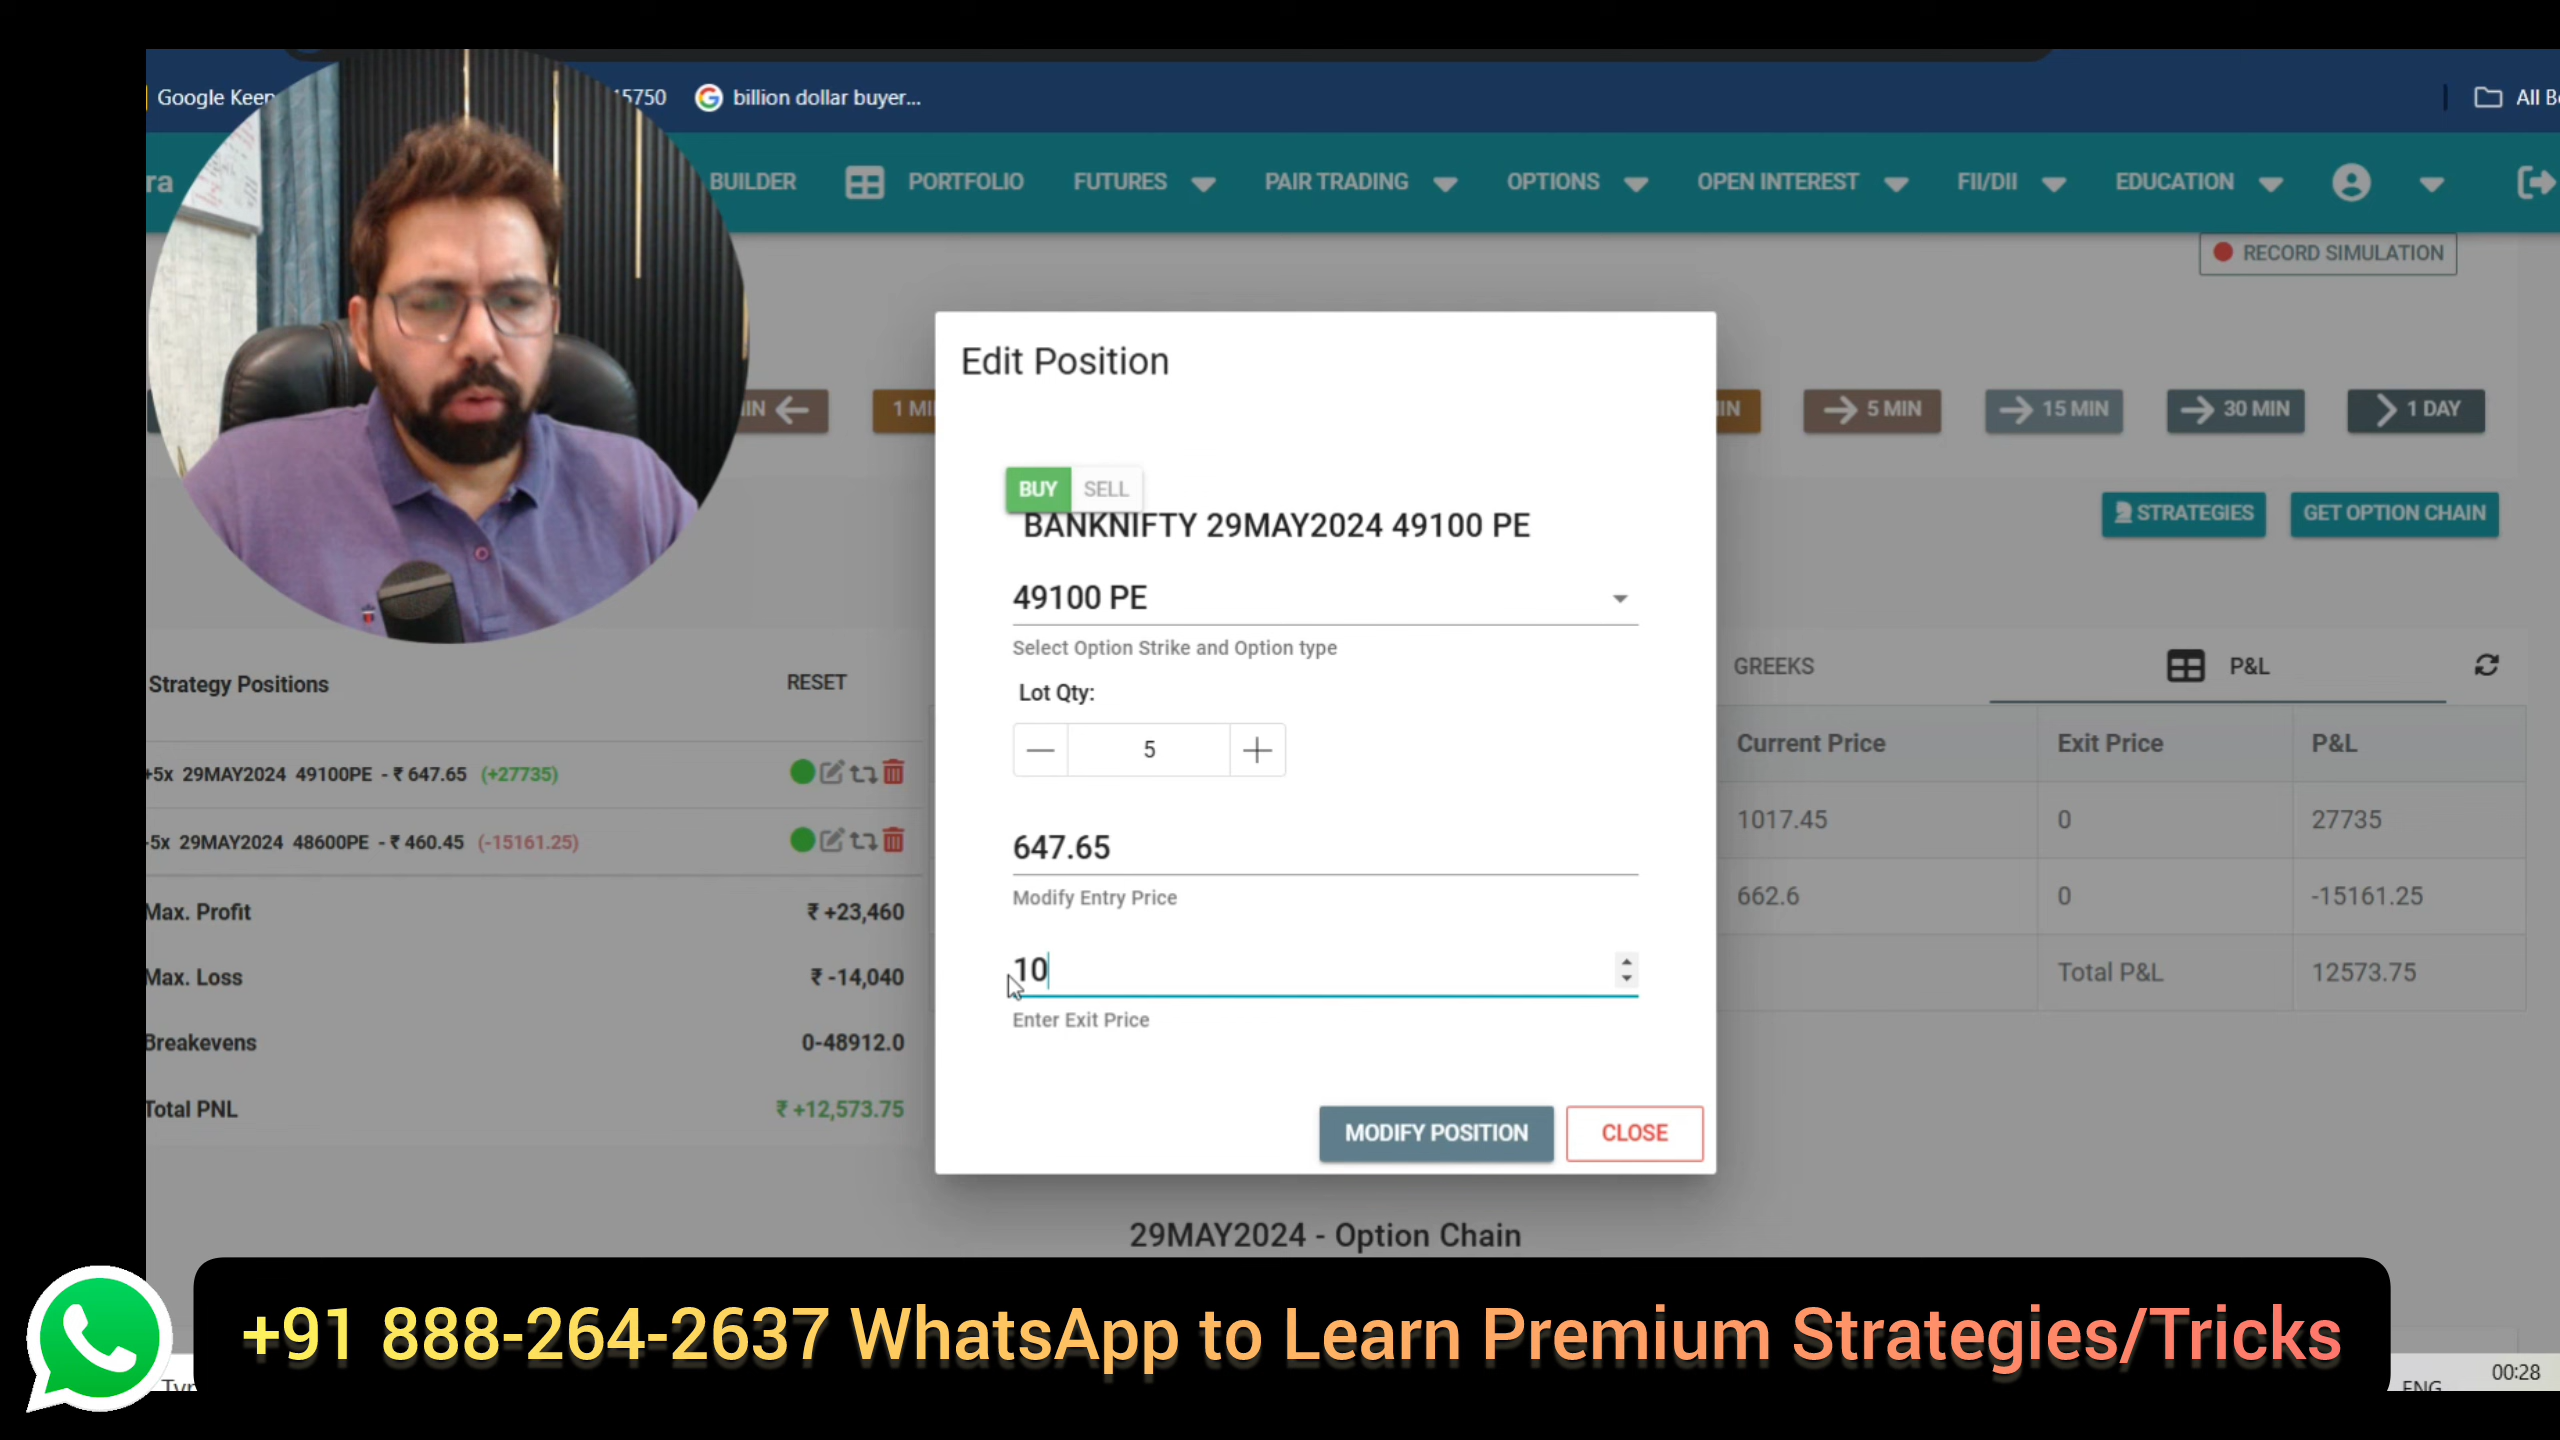 Google Keep
15750
billion dollar buyer...
ra
BUILDER
PORTFOLIO
FUTURES
PAIR TRADING
OPTIONS
OPEN INTEREST
FII/DII
EDUCATION
RECORD SIMULATION
5 MIN
15 MIN
30 MIN
1 DAY
STRATEGIES
GET OPTION CHAIN
Edit Position
BUY SELL
BANKNIFTY 29MAY2024 49100 PE
49100 PE
Select Option Strike and Option type
Lot Qty:
5
647.65
Modify Entry Price
10
Enter Exit Price
MODIFY POSITION
CLOSE
Strategy Positions
RESET
+5x 29MAY2024 49100PE - ₹ 647.65 (+27735)
-5x 29MAY2024 48600PE - ₹ 460.45 (-15161.25)
Max. Profit ₹ +23,460
Max. Loss ₹ -14,040
Breakevens 0-48912.0
Total PNL ₹ +12,573.75
GREEKS
P&L
Current Price Exit Price P&L
1017.45 0 27735
662.6 0 -15161.25
Total P&L 12573.75
29MAY2024 - Option Chain
+91 888-264-2637 WhatsApp to Learn Premium Strategies/Tricks
00:28
ENG